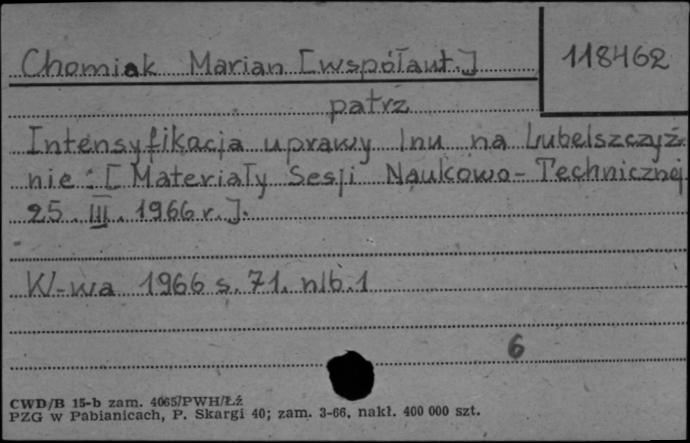 Chomiak Marian [współaut.]
118462
patrz
Intensyfikacja uprawy lnu na Lubelszczyź-
nie : [ Materiały Sesji Naukowo-Technicznej
25. III. 1966 r.].
W-wa 1966 s. 71. nlb. 1
6
CWD/B 15-b zam. 4065/PWH/Łź
PZG w Pabianicach, P. Skargi 40; zam. 3-66, nakł. 400 000 szt.